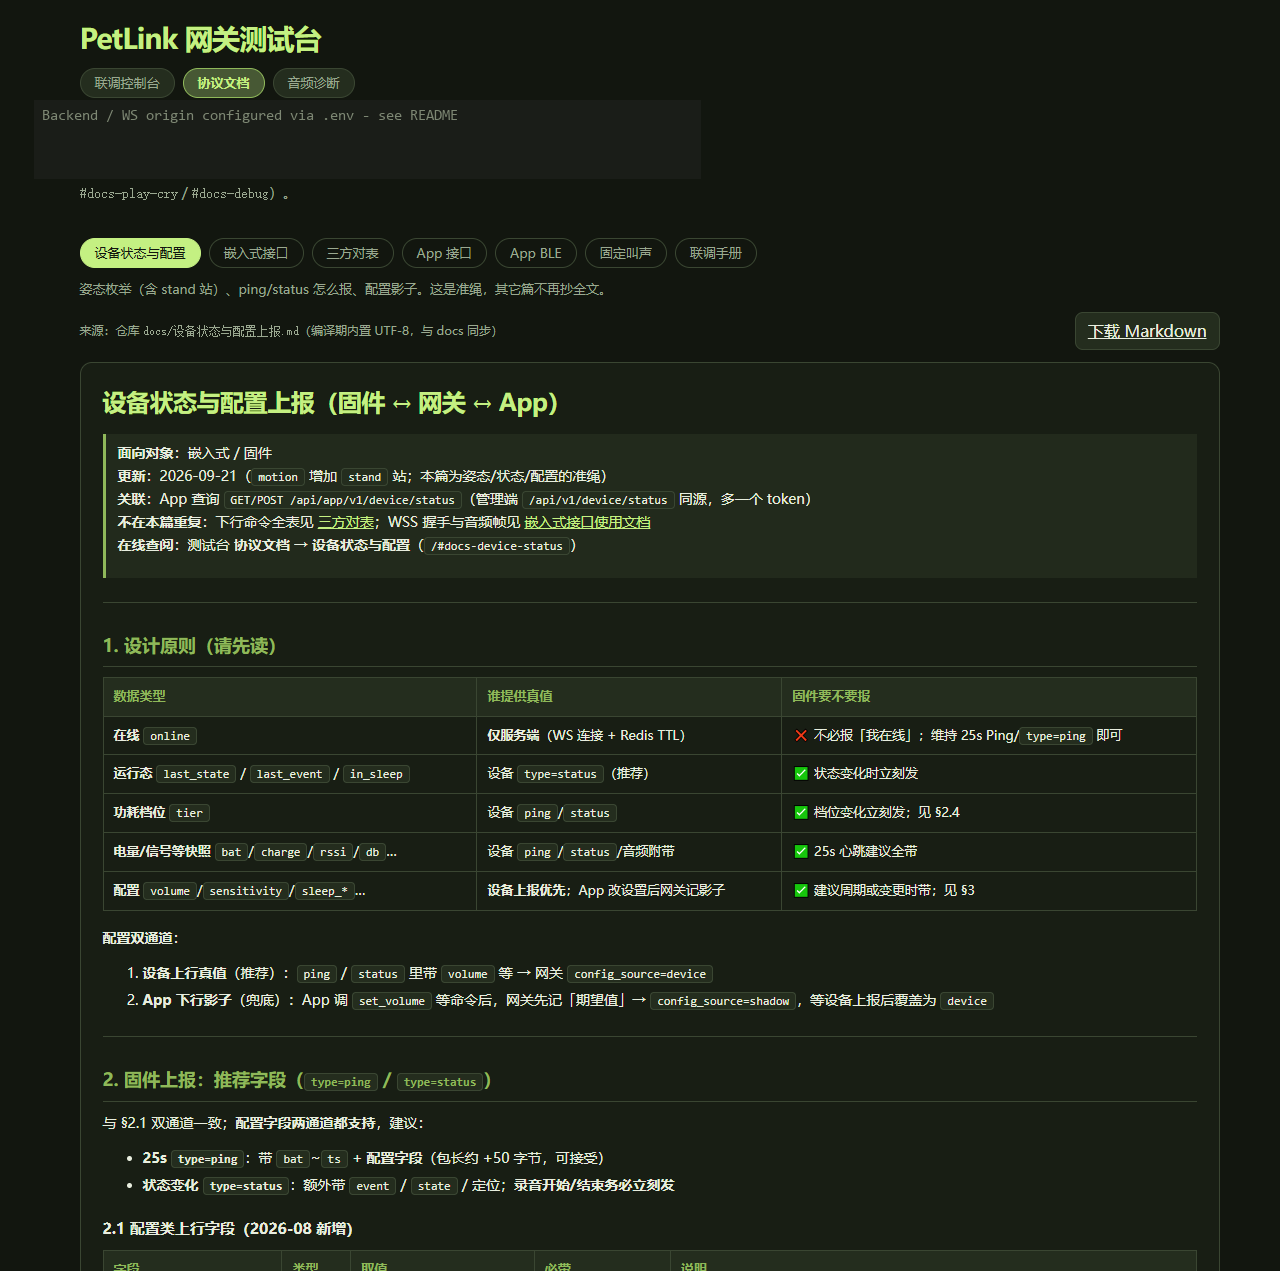 PetLink 网关测试台
联调控制台 协议文档 音频诊断
Backend / WS origin configured via .env - see README
#docs-play-cry / #docs-debug）。
设备状态与配置 嵌入式接口 三方对表 App 接口 App BLE 固定叫声 联调手册
姿态枚举（含 stand 站）、ping/status 怎么报、配置影子。这是准绳，其它篇不再抄全文。
来源：仓库 docs/设备状态与配置上报.md（编译期内置 UTF-8，与 docs 同步）
下载 Markdown
设备状态与配置上报（固件 ↔ 网关 ↔ App）
面向对象：嵌入式 / 固件
更新：2026-09-21（motion 增加 stand 站；本篇为姿态/状态/配置的准绳）
关联：App 查询 GET/POST /api/app/v1/device/status（管理端 /api/v1/device/status 同源，多一个 token）
不在本篇重复：下行命令全表见 三方对表；WSS 握手与音频帧见 嵌入式接口使用文档
在线查阅：测试台 协议文档 → 设备状态与配置（/#docs-device-status）
1. 设计原则（请先读）
数据类型 谁提供真值 固件要不要报
在线 online 仅服务端（WS 连接 + Redis TTL） ❌ 不必报「我在线」；维持 25s Ping/type=ping 即可
运行态 last_state / last_event / in_sleep 设备 type=status（推荐） ✅ 状态变化时立刻发
功耗档位 tier 设备 ping/status ✅ 档位变化立刻发；见 §2.4
电量/信号等快照 bat/charge/rssi/db… 设备 ping/status/音频附带 ✅ 25s 心跳建议全带
配置 volume/sensitivity/sleep_*… 设备上报优先；App 改设置后网关记影子 ✅ 建议周期或变更时带；见 §3
配置双通道：
1. 设备上行真值（推荐）：ping / status 里带 volume 等 → 网关 config_source=device
2. App 下行影子（兜底）：App 调 set_volume 等命令后，网关先记「期望值」→ config_source=shadow，等设备上报后覆盖为 device
2. 固件上报：推荐字段（type=ping / type=status）
与 §2.1 双通道一致；配置字段两通道都支持，建议：
• 25s type=ping：带 bat~ts + 配置字段（包长约 +50 字节，可接受）
• 状态变化 type=status：额外带 event / state / 定位；录音开始/结束务必立刻发
2.1 配置类上行字段（2026-08 新增）
字段 类型 取值 必带 说明